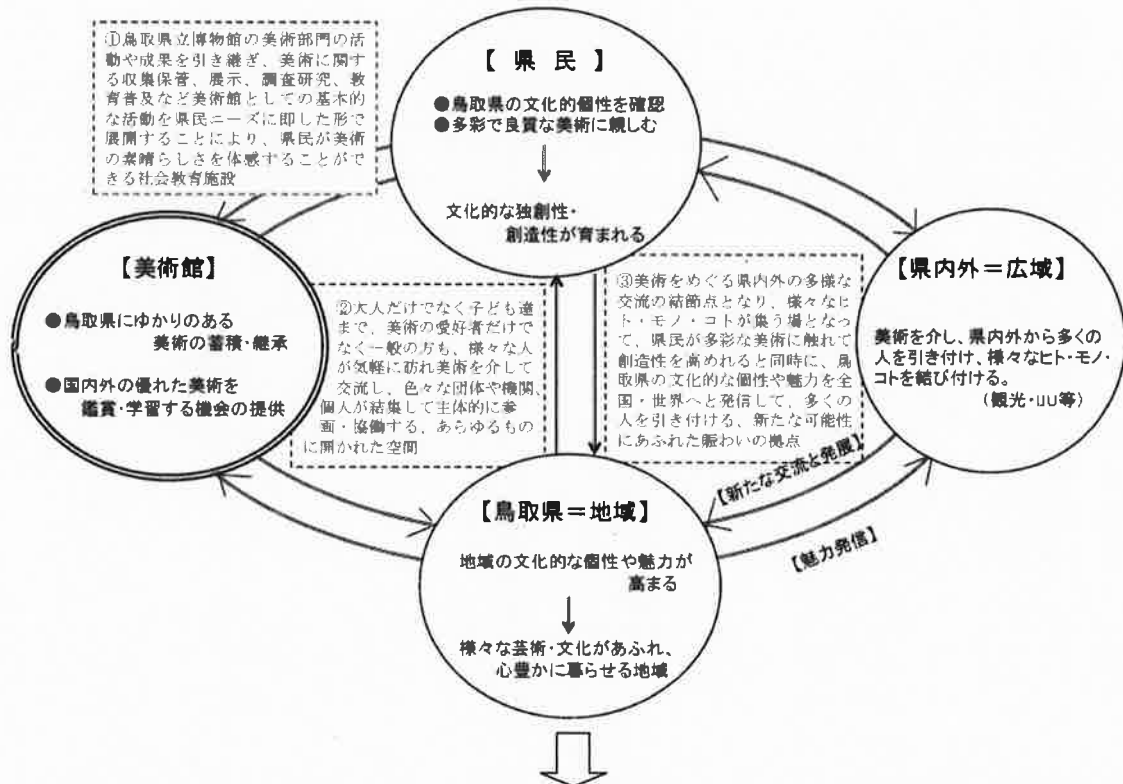 ①鳥取県立博物館の美術部門の活
動や成果を引き継ぎ、美術に関す
る収集保管、展示、調査研究、教
育普及など美術館としての基本的
な活動を県民ニーズに即した形で
展開することにより、県民が美術
の素晴らしさを体感することがで
きる社会教育施設
【県民】
●鳥取県の文化的個性を確認
●多彩で良質な美術に親しむ
文化的な独創性・
創造性が育まれる
【美術館】
●鳥取県にゆかりのある
美術の蓄積・継承
●国内外の優れた美術を
鑑賞・学習する機会の提供
②大人だけでなく子ども達
まで、美術の愛好者だけで
なく一般の方も、様々な人
が気軽に訪れ美術を介して
交流し、色々な団体や機関、
個人が結集して主体的に参
画・協働する、あらゆるもの
に開かれた空間
③美術をめぐる県内外の多様な
交流の結節点となり、様々なヒ
ト・モノ・コトが集う場となっ
て、県民が多彩な美術に触れて
創造性を高めれると同時に、鳥
取県の文化的な個性や魅力を全
国・世界へと発信して、多くの
人を引き付ける、新たな可能性
にあふれた賑わいの拠点
【県内外＝広域】
美術を介し、県内外から多くの
人を引き付け、様々なヒト・モノ・
コトを結び付ける。
（観光・IJU等）
【新たな交流と発展】
【魅力発信】
【鳥取県＝地域】
地域の文化的な個性や魅力が
高まる
様々な芸術・文化があふれ、
心豊かに暮らせる地域